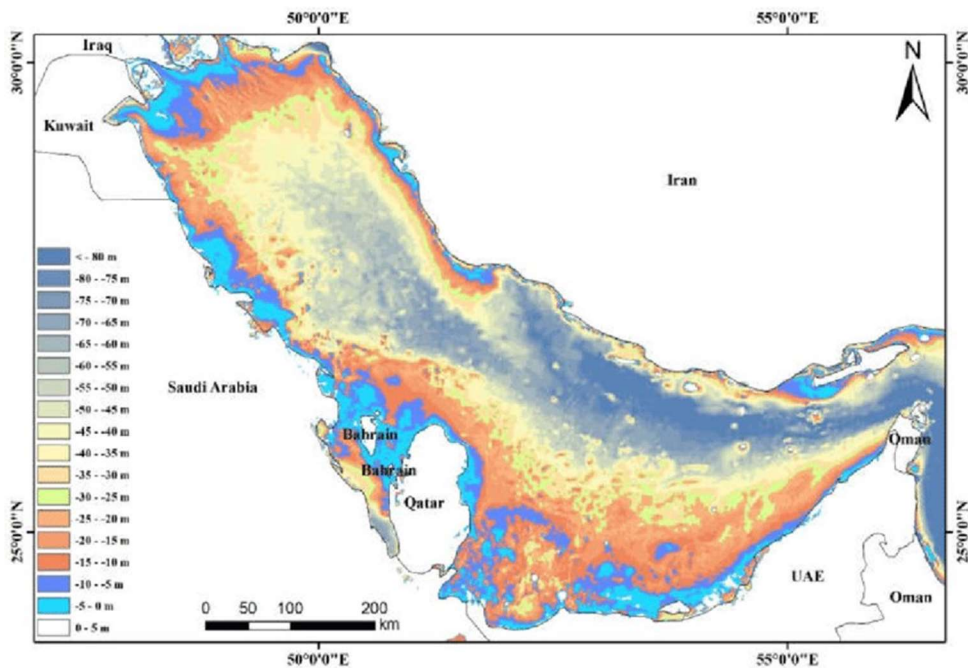 50°0'0"E
55°0'0"E
30°0'0"N
30°0'0"N
Iraq
N
Kuwait
Iran
< - 80 m
-80 - -75 m
-75 - -70 m
-70 - -65 m
-65 - -60 m
-60 - -55 m
-55 - -50 m
-50 - -45 m
-45 - -40 m
-40 - -35 m
-35 - -30 m
-30 - -25 m
-25 - -20 m
-20 - -15 m
-15 - -10 m
-10 - -5 m
-5 - 0 m
0 - 5 m
Saudi Arabia
Bahrain
Bahrain
Qatar
Oman
25°0'0"N
25°0'0"N
UAE
Oman
0 50 100 200
km
50°0'0"E
55°0'0"E